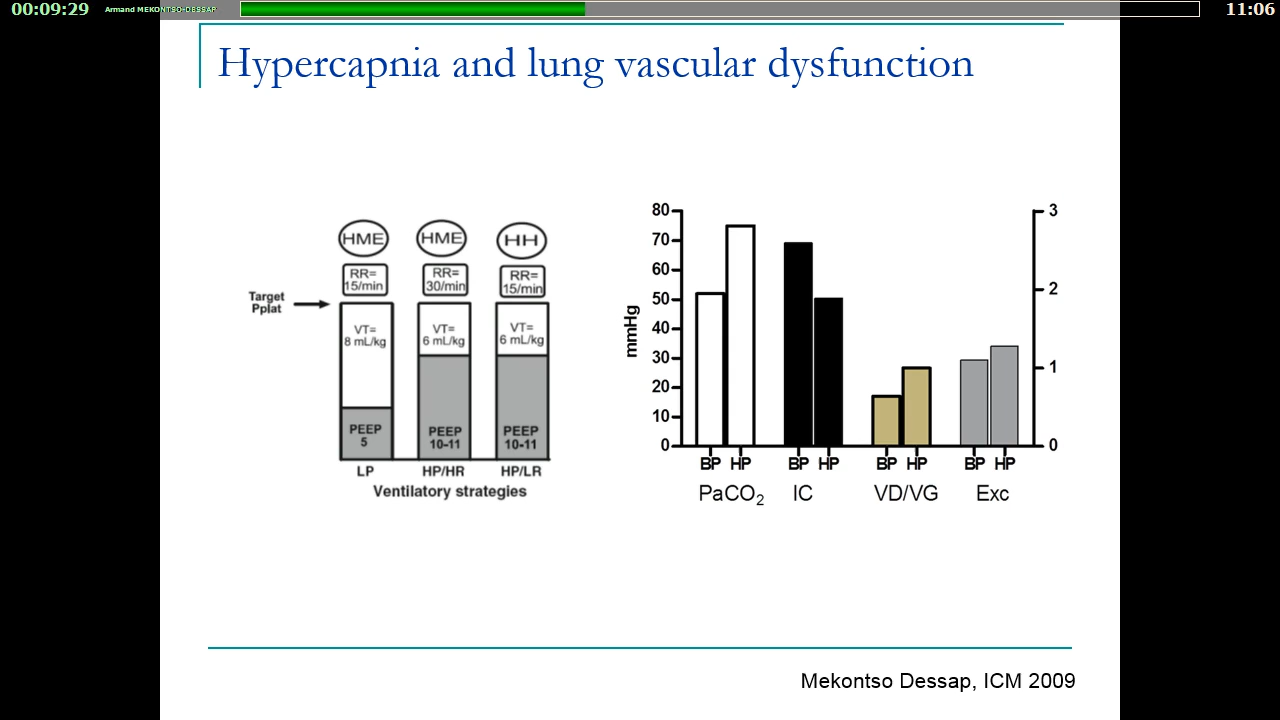 00:09:29
Armand MEKONTSO-DESSAP
11:06
Hypercapnia and lung vascular dysfunction
HME
HME
HH
RR=
15/min
RR=
30/min
RR=
15/min
Target
Pplat
VT=
8 mL/kg
VT=
6 mL/kg
VT=
6 mL/kg
PEEP
5
PEEP
10-11
PEEP
10-11
LP
HP/HR
HP/LR
Ventilatory strategies
mmHg
80
70
60
50
40
30
20
10
0
3
2
1
0
BP HP
BP HP
BP HP
BP HP
PaCO2
IC
VD/VG
Exc
Mekontso Dessap, ICM 2009